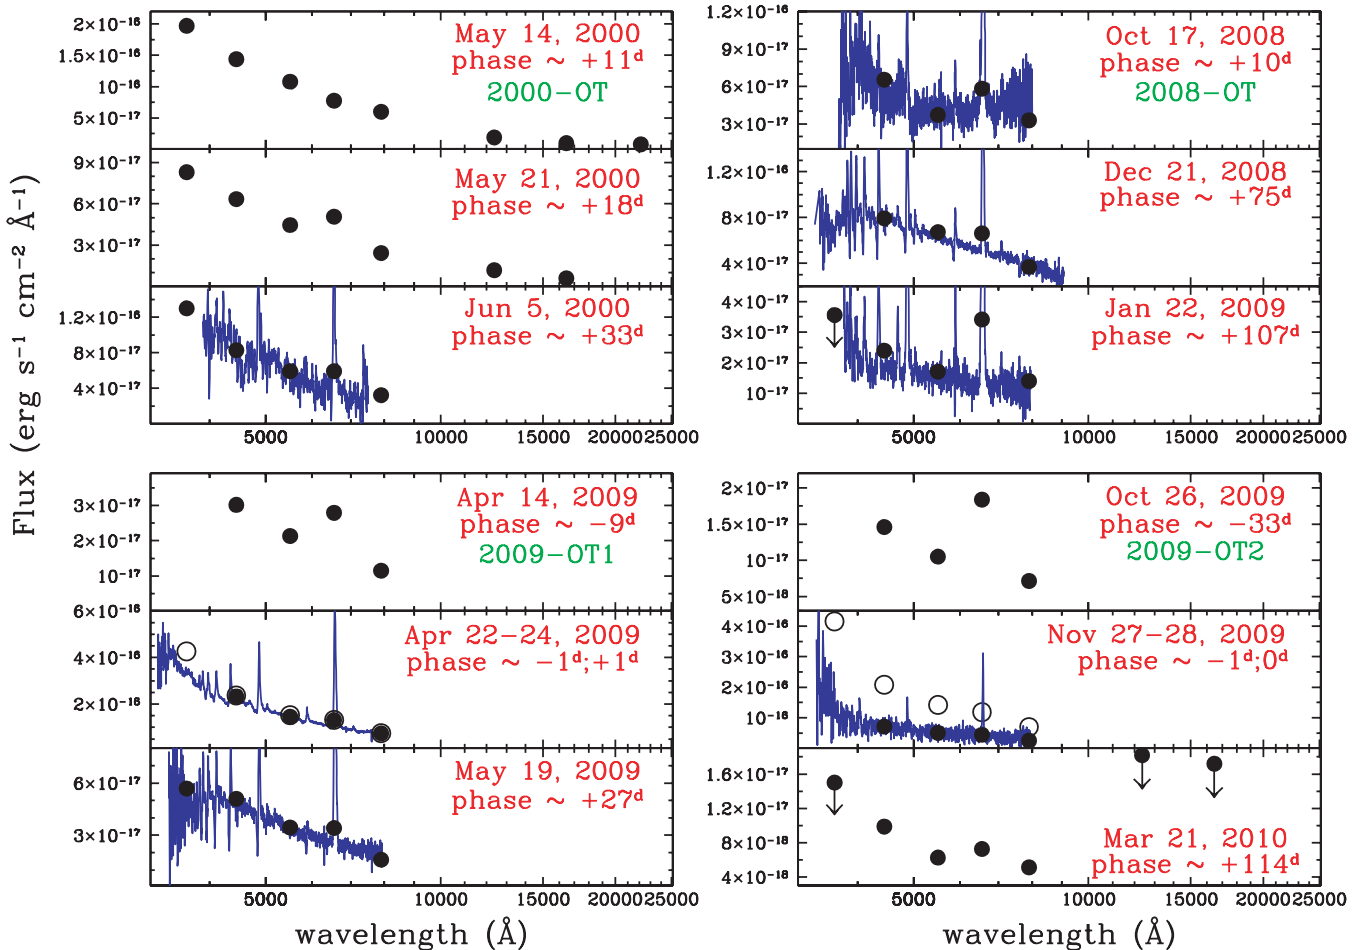 Flux (erg s⁻¹ cm⁻² Å⁻¹)
2×10⁻¹⁶
1.5×10⁻¹⁶
10⁻¹⁶
5×10⁻¹⁷
May 14, 2000
phase ~ +11ᵈ
2000−OT
9×10⁻¹⁷
6×10⁻¹⁷
3×10⁻¹⁷
May 21, 2000
phase ~ +18ᵈ
1.2×10⁻¹⁶
8×10⁻¹⁷
4×10⁻¹⁷
Jun 5, 2000
phase ~ +33ᵈ
5000 10000 15000 20000 25000
1.2×10⁻¹⁶
9×10⁻¹⁷
6×10⁻¹⁷
3×10⁻¹⁷
Oct 17, 2008
phase ~ +10ᵈ
2008−OT
1.2×10⁻¹⁶
8×10⁻¹⁷
4×10⁻¹⁷
Dec 21, 2008
phase ~ +75ᵈ
4×10⁻¹⁷
3×10⁻¹⁷
2×10⁻¹⁷
10⁻¹⁷
Jan 22, 2009
phase ~ +107ᵈ
5000 10000 15000 20000 25000
3×10⁻¹⁷
2×10⁻¹⁷
10⁻¹⁷
Apr 14, 2009
phase ~ −9ᵈ
2009−OT1
6×10⁻¹⁶
4×10⁻¹⁶
2×10⁻¹⁶
Apr 22−24, 2009
phase ~ −1ᵈ;+1ᵈ
6×10⁻¹⁷
3×10⁻¹⁷
May 19, 2009
phase ~ +27ᵈ
5000 10000 15000 20000 25000
wavelength (Å)
2×10⁻¹⁷
1.5×10⁻¹⁷
10⁻¹⁷
5×10⁻¹⁸
Oct 26, 2009
phase ~ −33ᵈ
2009−OT2
4×10⁻¹⁶
3×10⁻¹⁶
2×10⁻¹⁶
10⁻¹⁶
Nov 27−28, 2009
phase ~ −1ᵈ;0ᵈ
1.6×10⁻¹⁷
1.2×10⁻¹⁷
8×10⁻¹⁸
4×10⁻¹⁸
Mar 21, 2010
phase ~ +114ᵈ
5000 10000 15000 20000 25000
wavelength (Å)